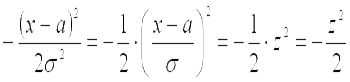 −(x−a)²/2σ² = −1/2·((x−a)/σ)² = −1/2·z² = −z²/2